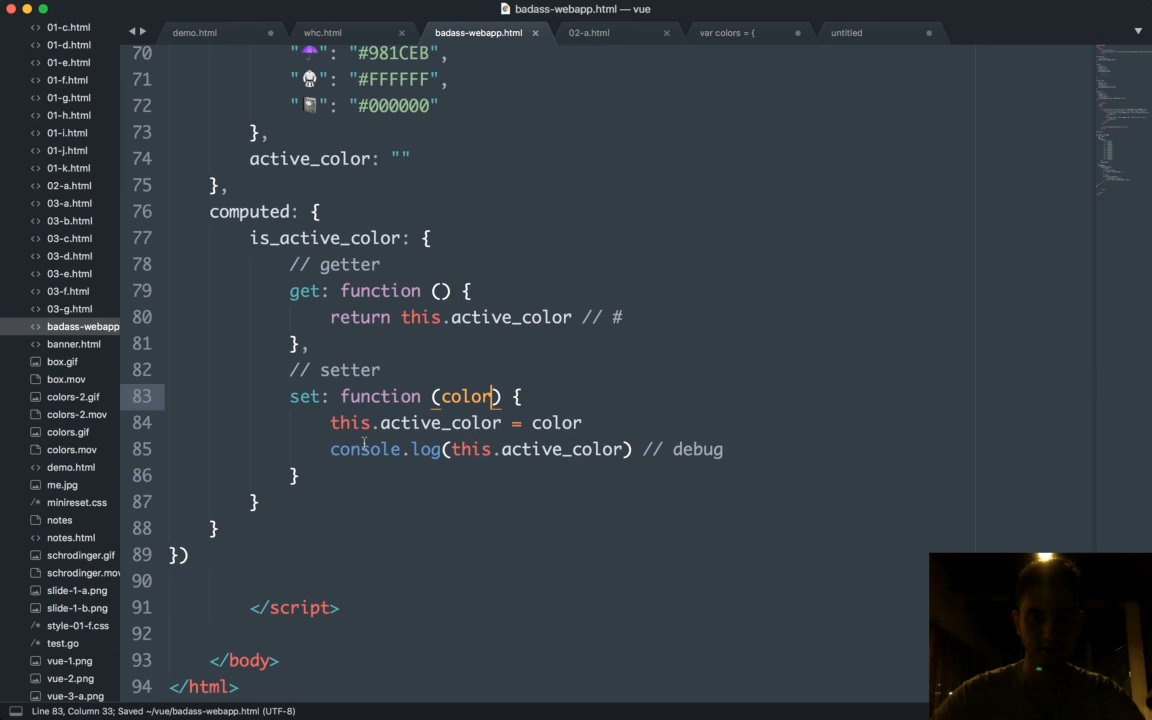 badass-webapp.html — vue
demo.html
whc.html
badass-webapp.html
02-a.html
var colors = {
untitled
01-c.html
01-d.html
01-e.html
01-f.html
01-g.html
01-h.html
01-i.html
01-j.html
01-k.html
02-a.html
03-a.html
03-b.html
03-c.html
03-d.html
03-e.html
03-f.html
03-g.html
badass-webapp
banner.html
box.gif
box.mov
colors-2.gif
colors-2.mov
colors.gif
colors.mov
demo.html
me.jpg
minireset.css
notes
notes.html
schrodinger.gif
schrodinger.mov
slide-1-a.png
slide-1-b.png
style-01-f.css
test.go
vue-1.png
vue-2.png
vue-3-a.png
70 "☂️": "#981CEB",
71 "🥋": "#FFFFFF",
72 "📓": "#000000"
73 },
74 active_color: ""
75 },
76 computed: {
77 is_active_color: {
78 // getter
79 get: function () {
80 return this.active_color // #
81 },
82 // setter
83 set: function (color) {
84 this.active_color = color
85 console.log(this.active_color) // debug
86 }
87 }
88 }
89 })
90
91 </script>
92
93 </body>
94 </html>
Line 83, Column 33; Saved ~/vue/badass-webapp.html (UTF-8)